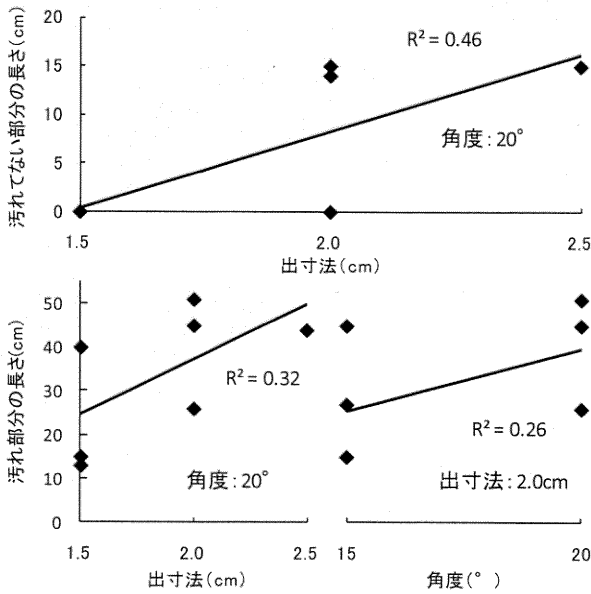 汚れてない部分の長さ(cm)
20
15
10
5
0
R² = 0.46
角度：20°
1.5
2.0
2.5
出寸法(cm)
汚れ部分の長さ(cm)
50
40
30
20
10
0
R² = 0.32
角度：20°
1.5
2.0
2.5
出寸法(cm)
R² = 0.26
出寸法：2.0cm
15
20
角度(°)